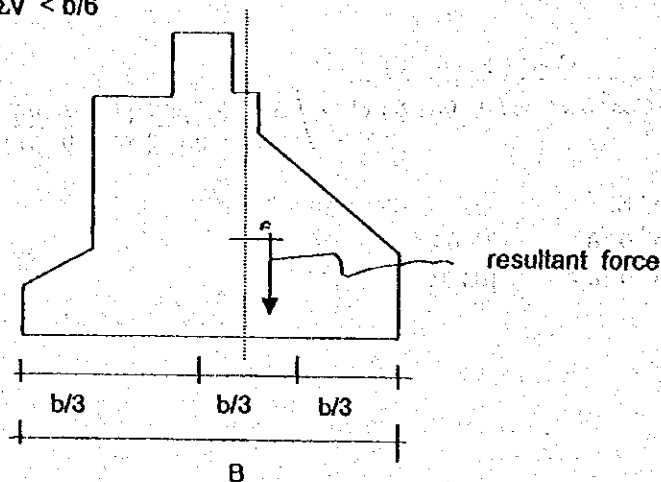 ΣV < b/6
e
resultant force
b/3 b/3 b/3
B